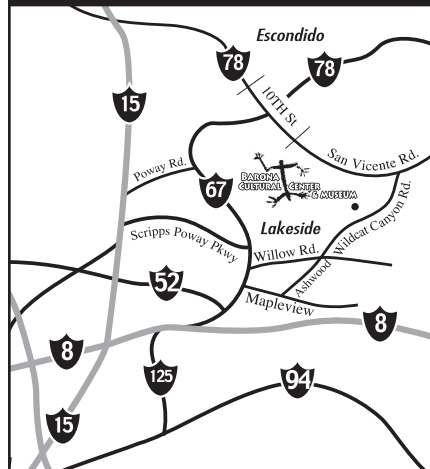 Escondido
78
78
15
10TH St
San Vicente Rd.
Poway Rd.
BARONA
CULTURAL CENTER
& MUSEUM
67
Wildcat Canyon Rd.
Lakeside
Scripps Poway Pkwy
Willow Rd.
Ashwood
52
Mapleview
8
8
125
94
15